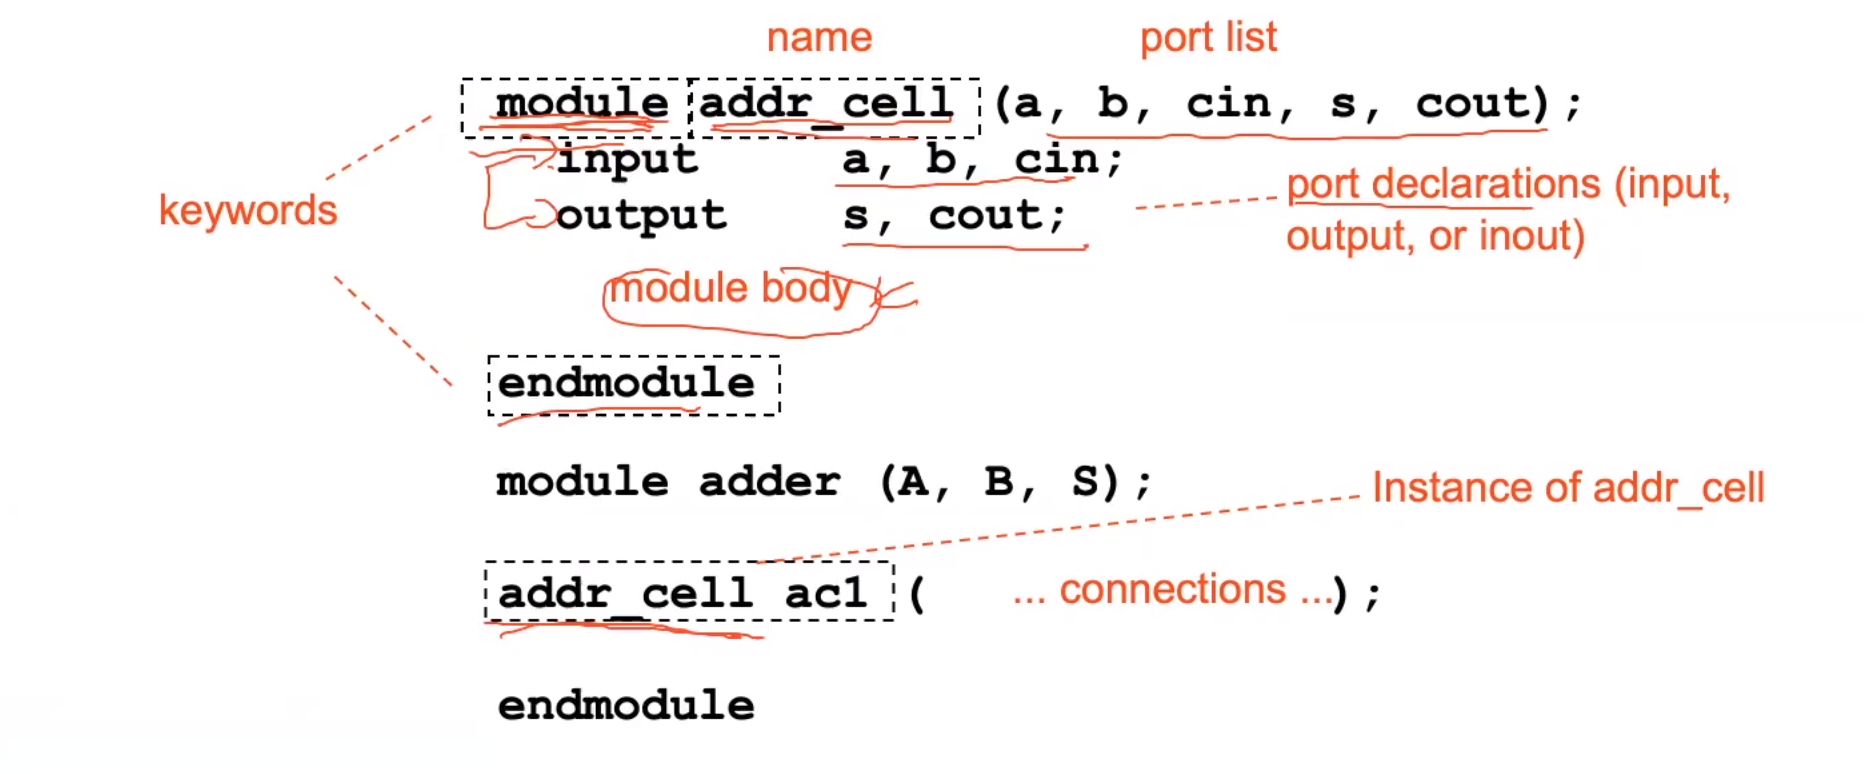 name port list
module addr_cell (a, b, cin, s, cout);
input a, b, cin;
keywords
output s, cout;
port declarations (input,
output, or inout)
module body
endmodule
module adder (A, B, S);
Instance of addr_cell
addr_cell ac1 ( ... connections ...);
endmodule